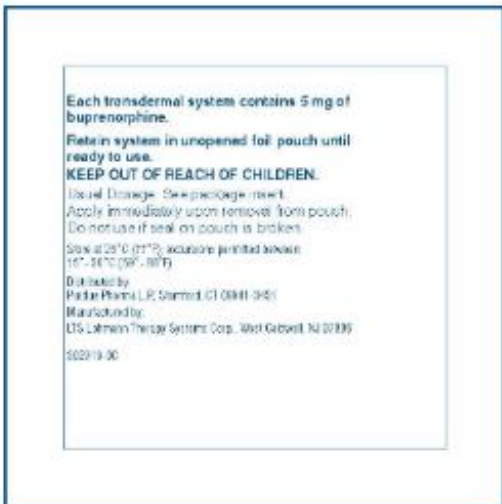 Each transdermal system contains 5 mg of
buprenorphine.
Retain system in unopened foil pouch until
ready to use.
KEEP OUT OF REACH OF CHILDREN.
Usual Dosage: See package insert.
Apply immediately upon removal from pouch.
Do not use if seal on pouch is broken.
Store at 25°C (77°F); excursions permitted between
15° - 30°C (59° - 86°F)
Distributed by:
Purdue Pharma L.P., Stamford, CT 06901-3431
Manufactured by:
LTS Lohmann Therapy Systems Corp., West Caldwell, NJ 07006